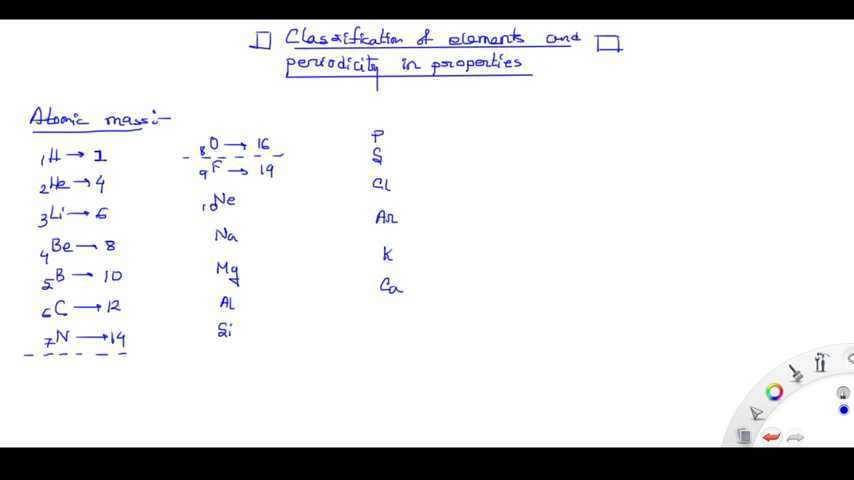 Classification of elements and
periodicity in properties
Atomic mass:-
₁H → 1
₂He → 4
₃Li → 6
₄Be → 8
₅B → 10
₆C → 12
₇N → 14
₈O → 16
₉F → 19
₁₀Ne
Na
Mg
Al
Si
P
S
Cl
Ar
K
Ca